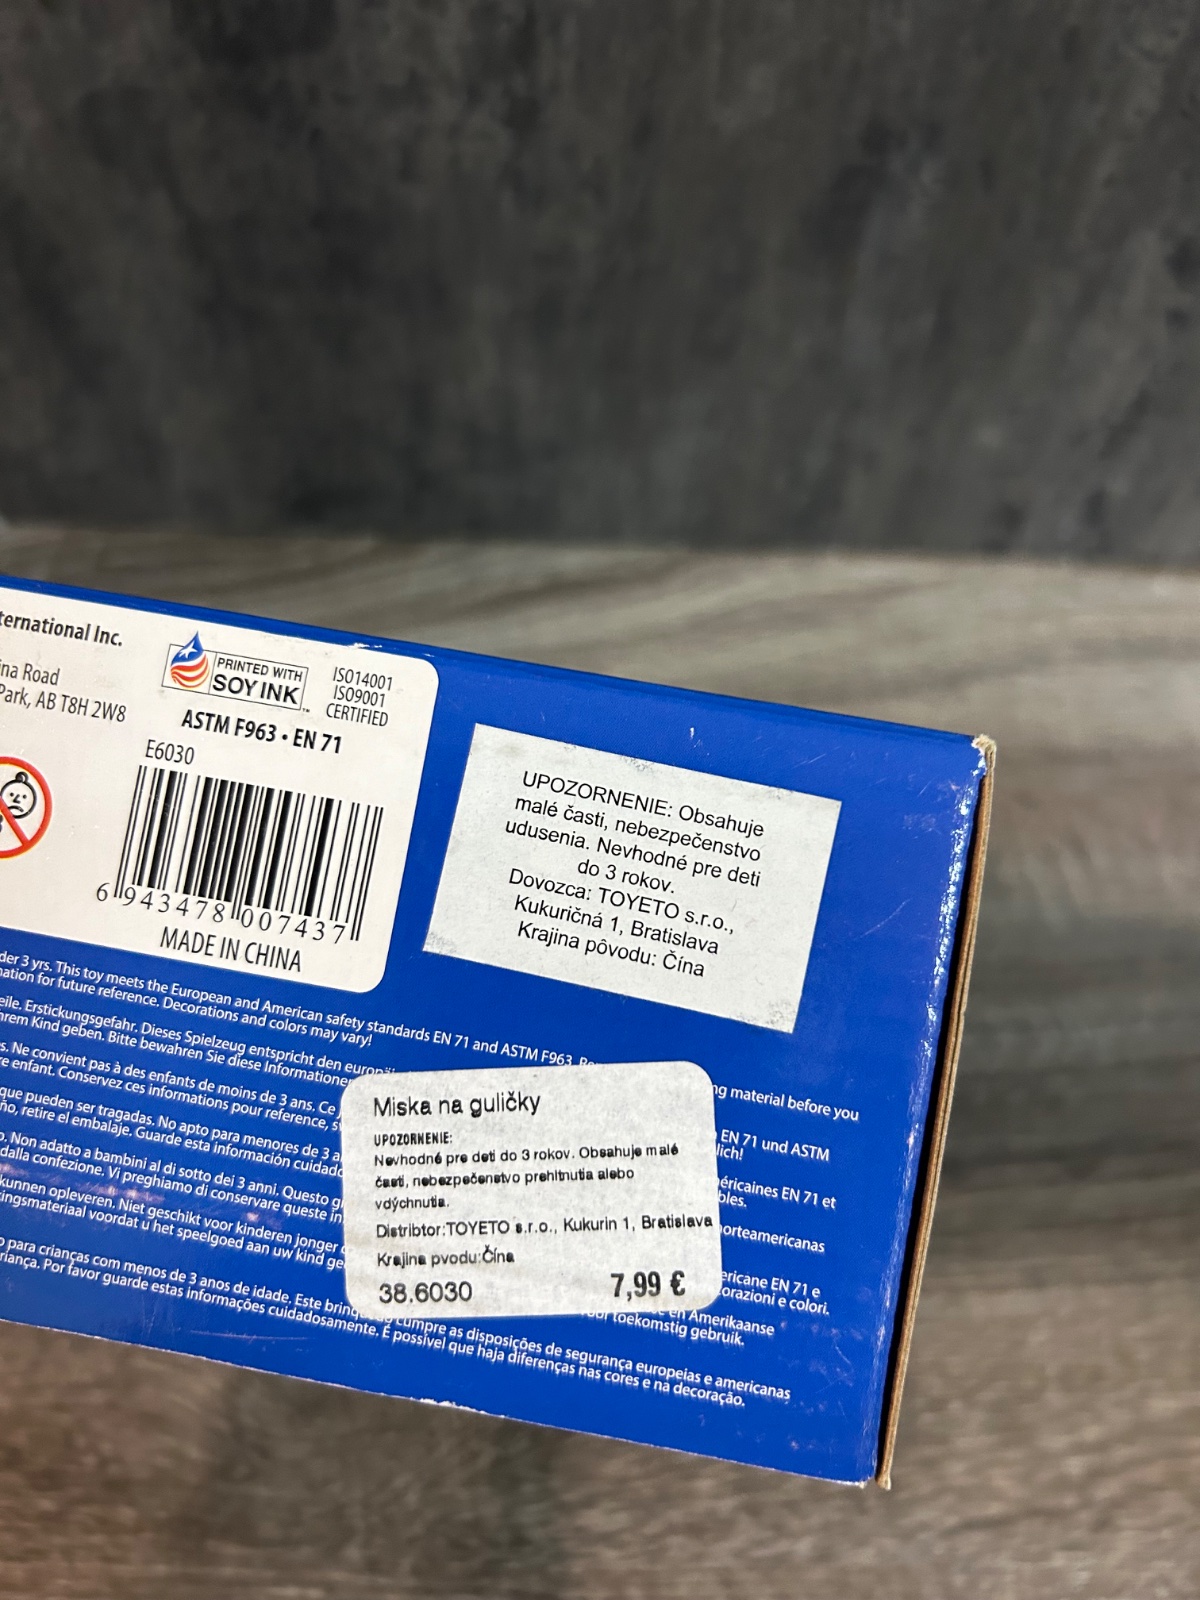 ternational Inc.
na Road
Park, AB T8H 2W8
PRINTED WITH
SOY INK
ISO14001
ISO9001
CERTIFIED
ASTM F963 • EN 71
E6030
6 943478 007437
MADE IN CHINA
UPOZORNENIE: Obsahuje
malé časti, nebezpečenstvo
udusenia. Nevhodné pre deti
do 3 rokov.
Dovozca: TOYETO s.r.o.,
Kukuričná 1, Bratislava
Krajina pôvodu: Čína
der 3 yrs. This toy meets the European and American safety standards EN 71 and ASTM F963. ng material before you
ation for future reference. Decorations and colors may vary!
eile. Erstickungsgefahr. Dieses Spielzeug entspricht den EN 71 und ASTM
hrem Kind geben. Bitte bewahren Sie diese Informationen lich!
s. Ne convient pas à des enfants de moins de 3 ans. Ce éricaines EN 71 et
e enfant. Conservez ces informations pour reference, bles.
que pueden ser tragadas. No apto para menores de 3 a orteamericanas
ño, retire el embalaje. Guarde esta información cuidado
o. Non adatto a bambini al di sotto dei 3 anni. Questo ericane EN 71 e
dalla confezione. Vi preghiamo di conservare queste in orazioni e colori.
kunnen opleveren. Niet geschikt voor kinderen jonger en Amerikaanse
ingsmateriaal voordat u het speelgoed aan uw kind ge toekomstig gebruik.
o para crianças com menos de 3 anos de idade. Este brinq cumpre as disposições de segurança europeias e americanas
riança. Por favor guarde estas informações cuidadosamente. É possível que haja diferenças nas cores e na decoração.
Miska na guličky
UPOZORNENIE:
Nevhodné pre deti do 3 rokov. Obsahuje malé
časti, nebezpečenstvo prehltnutia alebo
vdýchnutia.
Distribtor:TOYETO s.r.o., Kukurin 1, Bratislava
Krajina pvodu:Čína
38.6030 7,99 €